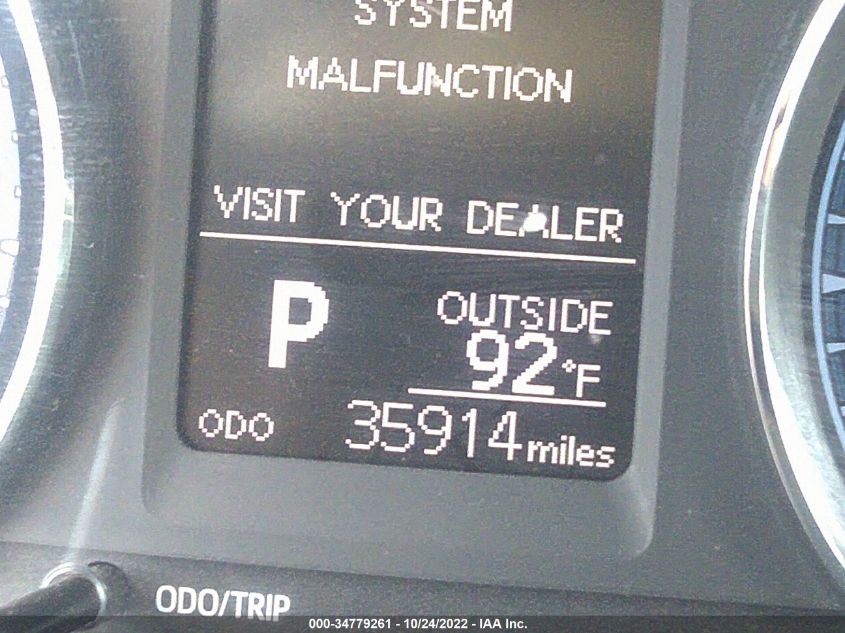 SYSTEM
MALFUNCTION
VISIT YOUR DEALER
P
OUTSIDE
92°F
ODO 35914 miles
ODO/TRIP
000-34779261 - 10/24/2022 - IAA Inc.